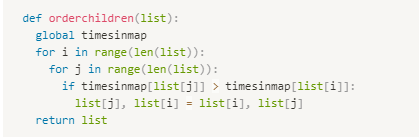 def orderchildren(list):
  global timesinmap
  for i in range(len(list)):
    for j in range(len(list)):
      if timesinmap[list[j]] > timesinmap[list[i]]:
        list[j], list[i] = list[i], list[j]
  return list